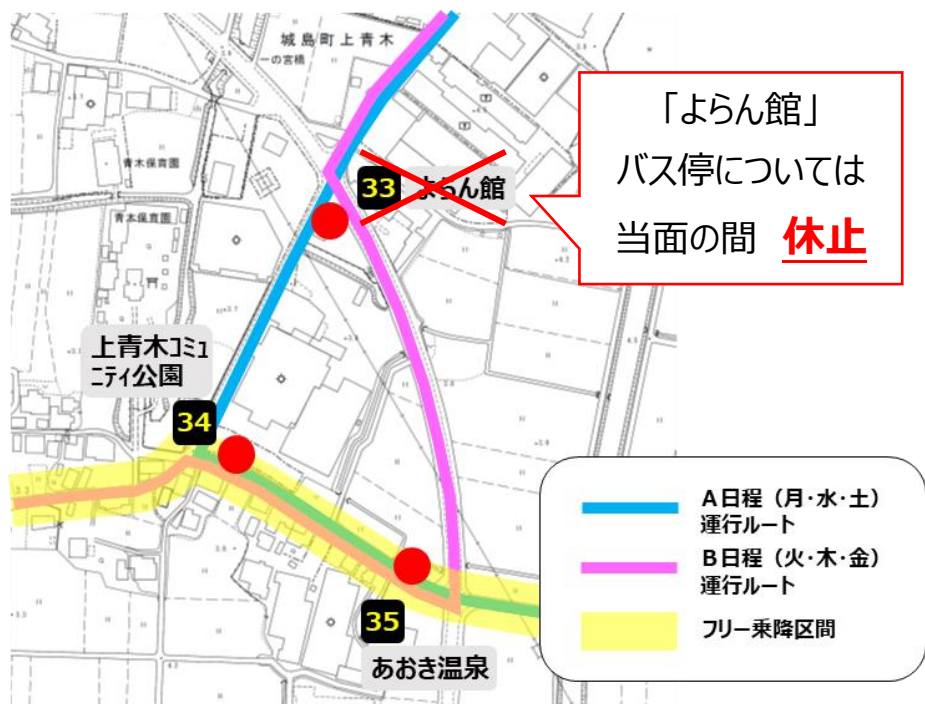 城島町上青木
一の宮橋
青木保育園
青木保育園
33 よらん館
「よらん館」
バス停については
当面の間 休止
上青木コミュ
ニティ公園
34
35
あおき温泉
A日程（月・水・土）
運行ルート
B日程（火・木・金）
運行ルート
フリー乗降区間